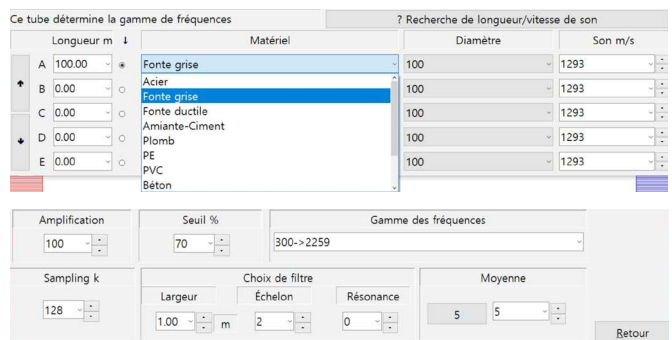 Ce tube détermine la gamme de fréquences ? Recherche de longueur/vitesse de son
Longueur m ↓ Matériel Diamètre Son m/s
A 100.00 Fonte grise 100 1293
Acier
B 0.00 Fonte grise 100 1293
C 0.00 Fonte ductile 100 1293
Amiante-Ciment
D 0.00 Plomb 100 1293
PE
E 0.00 PVC 100 1293
Béton
Amplification Seuil % Gamme des fréquences
100 70 300->2259
Sampling k Choix de filtre Moyenne
Largeur Échelon Résonance
128 1.00 m 2 0 5 5
Retour